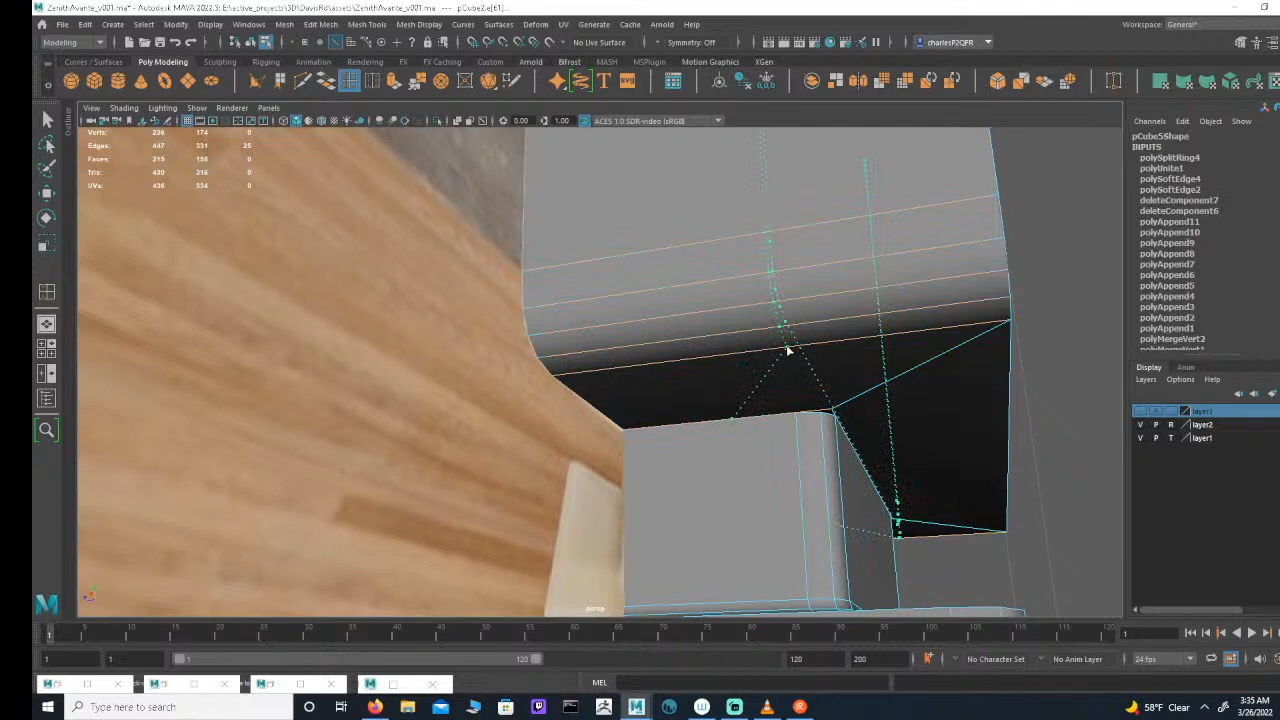 ZenithAvante_v001.ma* - Autodesk MAYA 2022.3: E:\active_projects\3D\DavisRd\assets\ZenithAvante_v001.ma --- pCube2.e[61]...
File Edit Create Select Modify Display Windows Mesh Edit Mesh Mesh Tools Mesh Display Curves Surfaces Deform UV Generate Cache Arnold Help
Workspace: General*
Modeling No Live Surface Symmetry: Off charlesP2QFR
Curves / Surfaces Poly Modeling Sculpting Rigging Animation Rendering FX FX Caching Custom Arnold Bifrost MASH MSPlugin Motion Graphics XGen
View Shading Lighting Show Renderer Panels
0.00 1.00 ACES 1.0 SDR-video (sRGB)
Outliner
Verts: 236 174 0
Edges: 447 331 25
Faces: 215 156 0
Tris: 430 316 0
UVs: 436 334 0
persp
Channels Edit Object Show
pCube5Shape
INPUTS
polySplitRing4
polyUnite1
polySoftEdge4
polySoftEdge2
deleteComponent7
deleteComponent6
polyAppend11
polyAppend10
polyAppend9
polyAppend8
polyAppend7
polyAppend6
polyAppend5
polyAppend4
polyAppend3
polyAppend2
polyAppend1
polyMergeVert2
polyMergeVert1
Display Anim
Layers Options Help
V P R layer2
V P T layer1
1 5 10 15 20 25 30 35 40 45 50 55 60 65 70 75 80 85 90 95 100 105 110 115 120 1
1 1 1 120 120 200 No Character Set No Anim Layer 24 fps
MEL
Type here to search
58°F Clear
3:35 AM
3/26/2022